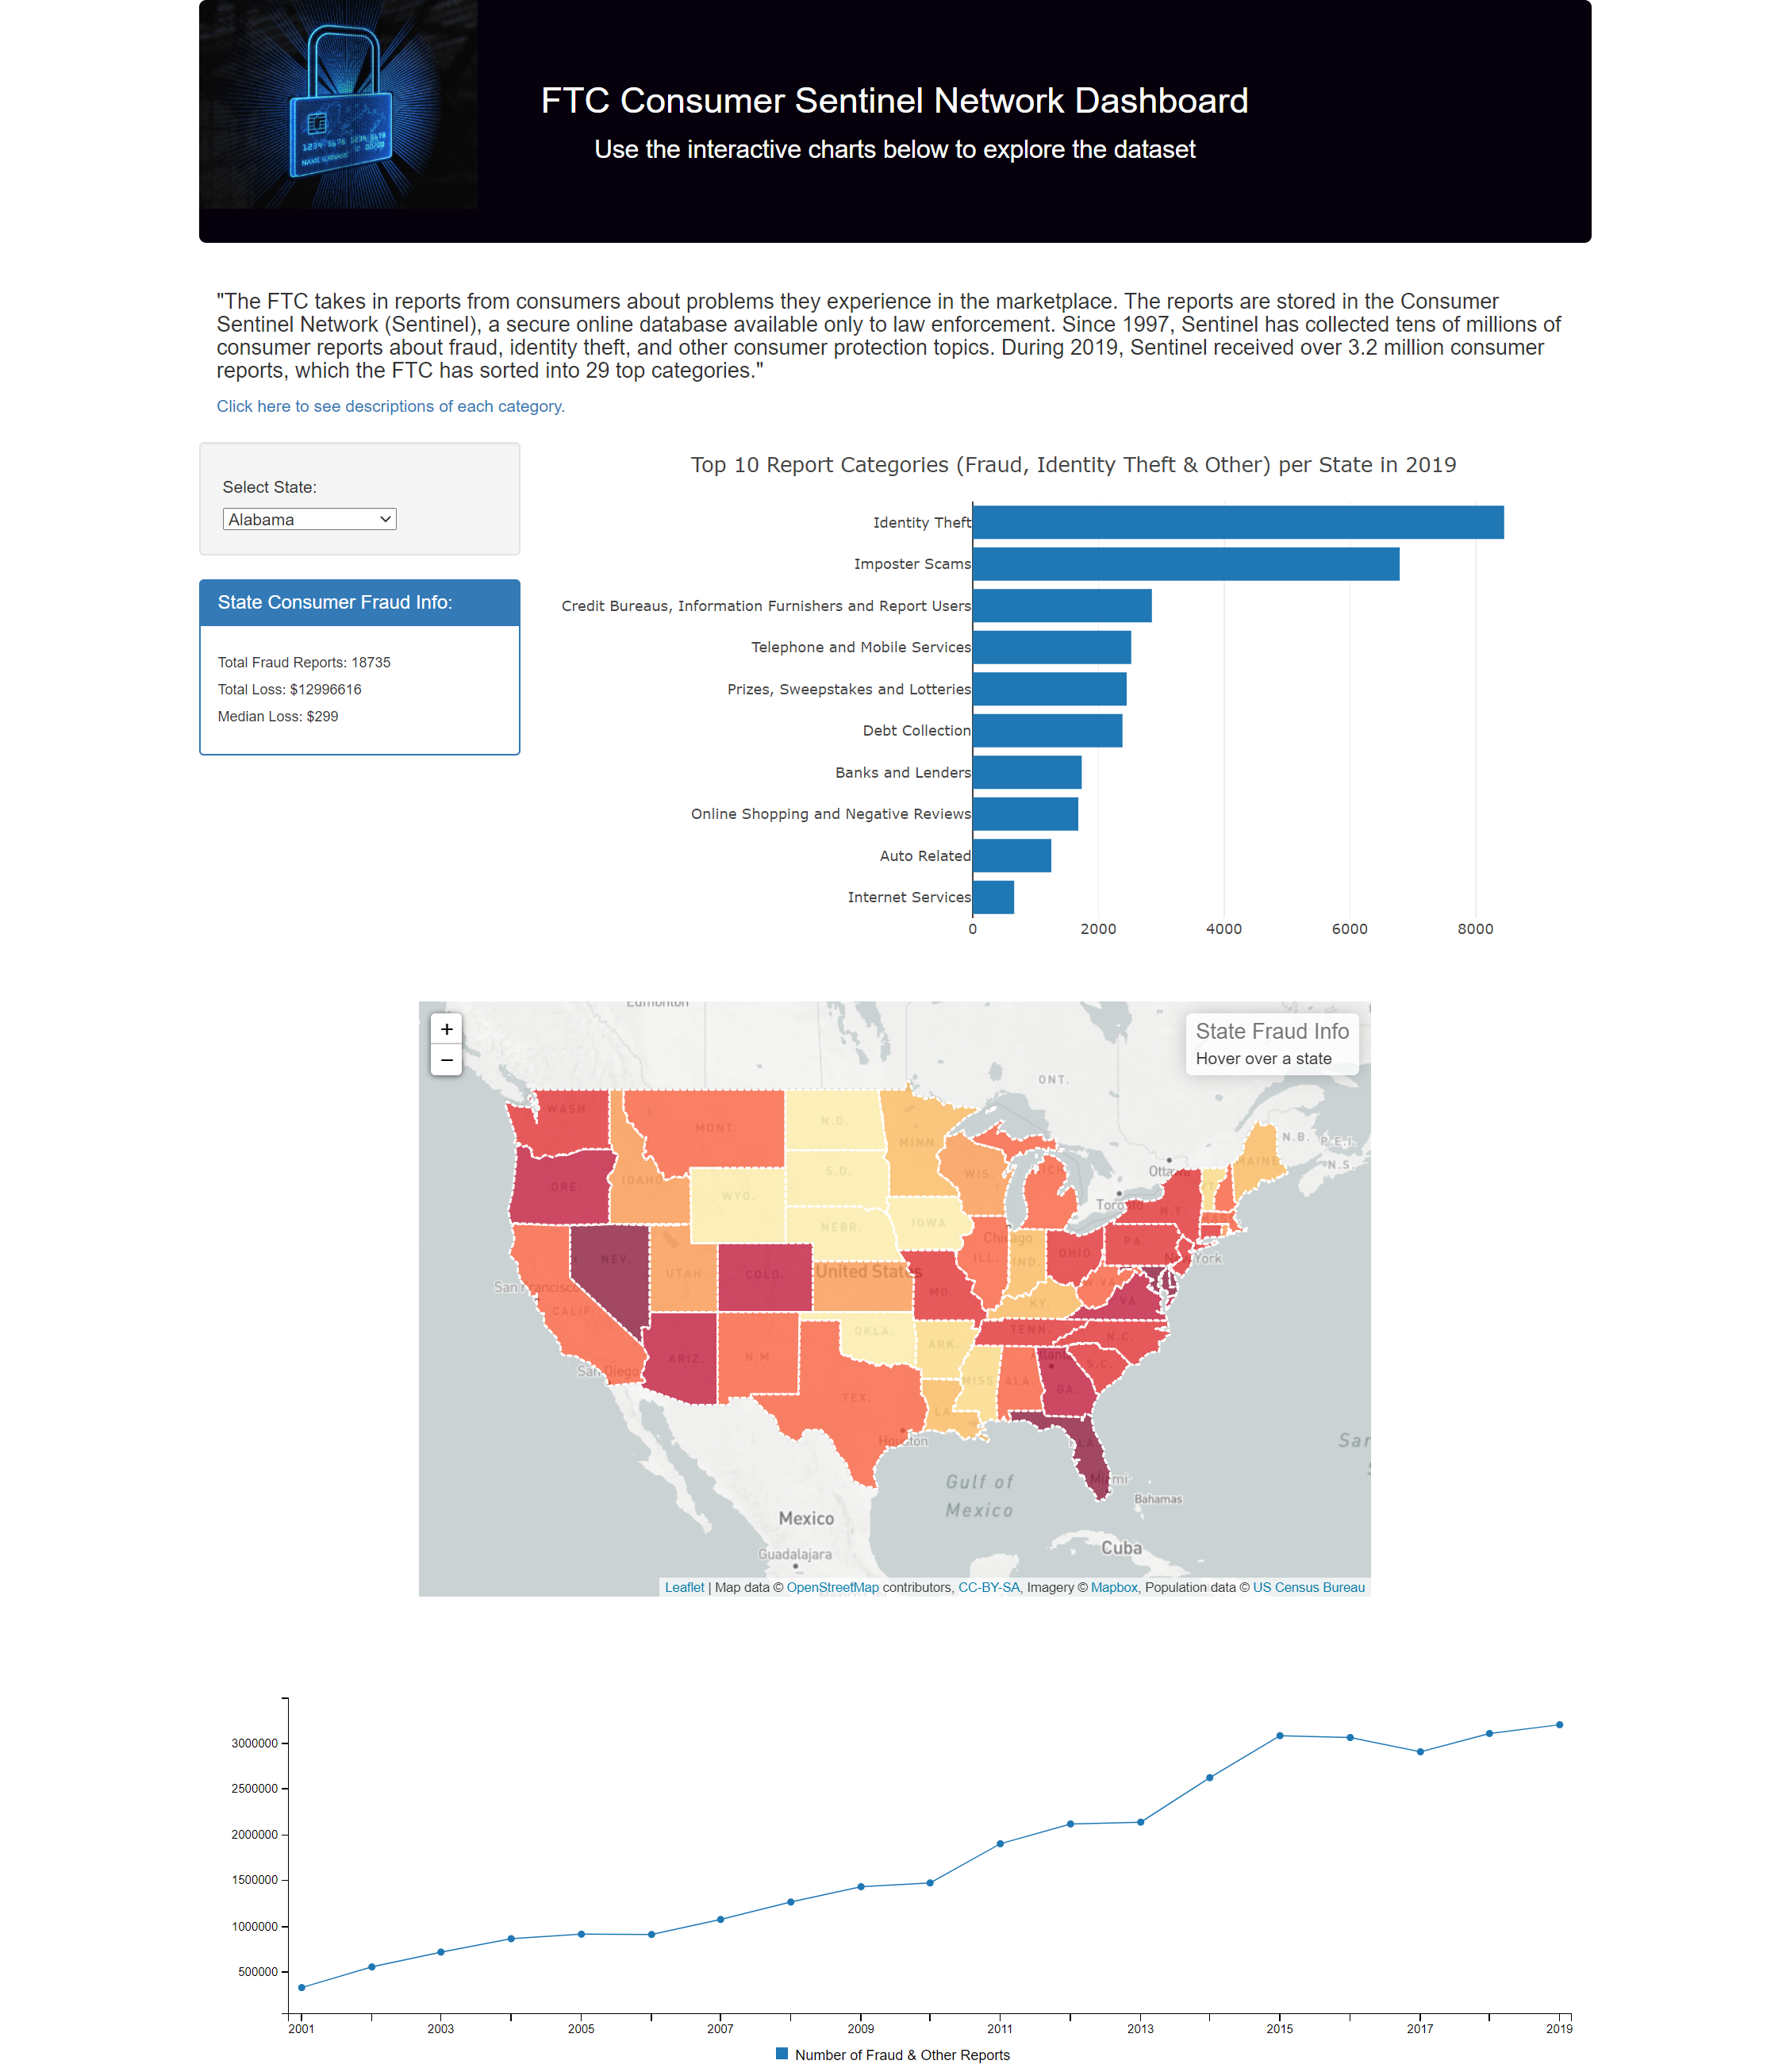 1234 5678 1234 5678
00/00
NAME SURNAME
FTC Consumer Sentinel Network Dashboard
Use the interactive charts below to explore the dataset
"The FTC takes in reports from consumers about problems they experience in the marketplace. The reports are stored in the Consumer
Sentinel Network (Sentinel), a secure online database available only to law enforcement. Since 1997, Sentinel has collected tens of millions of
consumer reports about fraud, identity theft, and other consumer protection topics. During 2019, Sentinel received over 3.2 million consumer
reports, which the FTC has sorted into 29 top categories."
Click here to see descriptions of each category.
Select State:
Alabama
State Consumer Fraud Info:
Total Fraud Reports: 18735
Total Loss: $12996616
Median Loss: $299
Top 10 Report Categories (Fraud, Identity Theft & Other) per State in 2019
Identity Theft
Imposter Scams
Credit Bureaus, Information Furnishers and Report Users
Telephone and Mobile Services
Prizes, Sweepstakes and Lotteries
Debt Collection
Banks and Lenders
Online Shopping and Negative Reviews
Auto Related
Internet Services
0 2000 4000 6000 8000
Edmonton
+
−
State Fraud Info
Hover over a state
ONT.
WASH.
MONT.
N.D.
MINN.
N.B.
P.E.I.
N.S.
MAINE
ORE.
IDAHO
WYO.
S.D.
WIS.
MICH.
Ottawa
Toronto
VT.
N.Y.
MASS.
NEBR.
IOWA
Chicago
ILL.
IND.
OHIO
PA.
New York
NEV.
UTAH
COLO.
United States
MO.
KY.
W.VA.
VA.
San Francisco
CALIF.
ARIZ.
N.M.
OKLA.
ARK.
TENN.
N.C.
S.C.
Atlanta
San Diego
TEX.
MISS.
ALA.
GA.
LA.
Houston
FLA.
Miami
Gulf of
Mexico
Bahamas
Mexico
Guadalajara
Cuba
Sar
Leaflet | Map data © OpenStreetMap contributors, CC-BY-SA, Imagery © Mapbox, Population data © US Census Bureau
3000000
2500000
2000000
1500000
1000000
500000
2001 2003 2005 2007 2009 2011 2013 2015 2017 2019
Number of Fraud & Other Reports